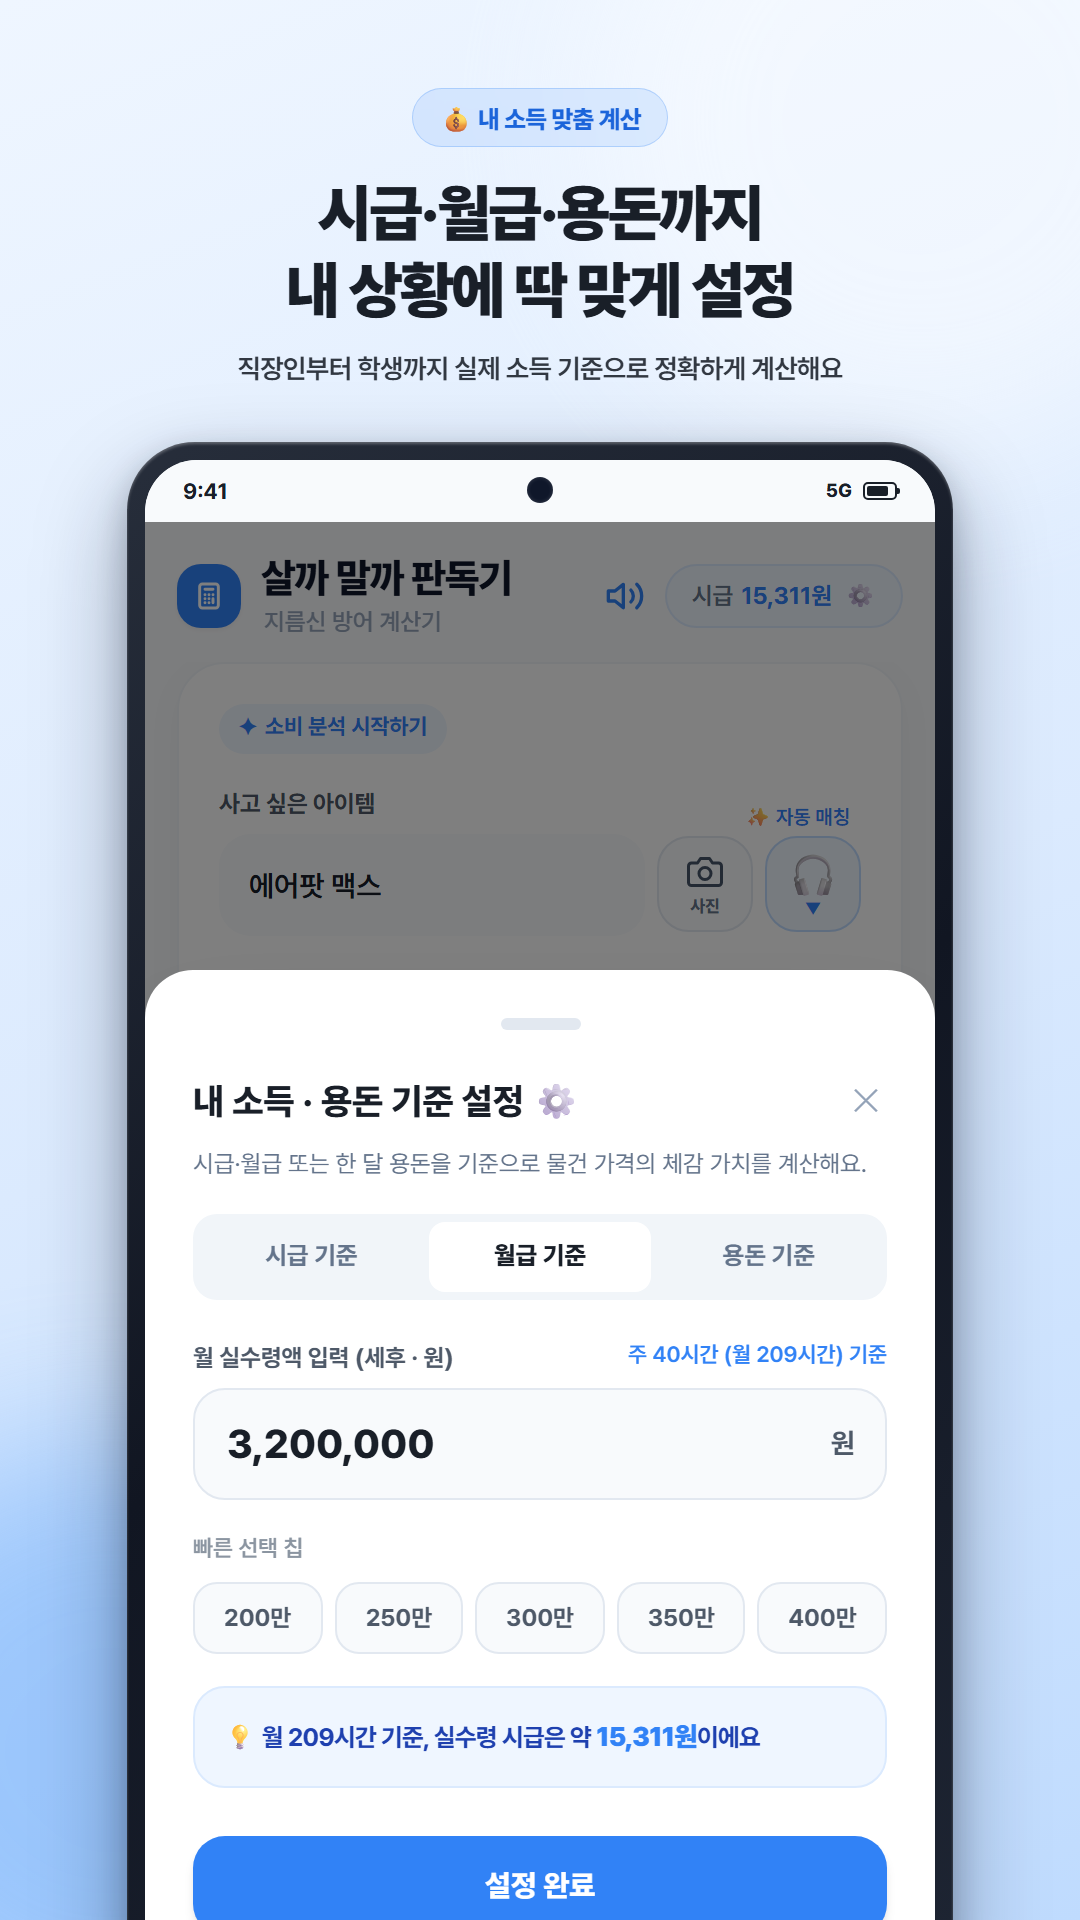 💰 내 소득 맞춤 계산
시급·월급·용돈까지
내 상황에 딱 맞게 설정
직장인부터 학생까지 실제 소득 기준으로 정확하게 계산해요
9:41
5G
살까 말까 판독기
지름신 방어 계산기
시급 15,311원 ⚙️
✦ 소비 분석 시작하기
사고 싶은 아이템
✨ 자동 매칭
에어팟 맥스
사진
▼
내 소득 · 용돈 기준 설정 ⚙️
시급·월급 또는 한 달 용돈을 기준으로 물건 가격의 체감 가치를 계산해요.
시급 기준
월급 기준
용돈 기준
월 실수령액 입력 (세후 · 원)
주 40시간 (월 209시간) 기준
3,200,000
원
빠른 선택 칩
200만
250만
300만
350만
400만
💡 월 209시간 기준, 실수령 시급은 약 15,311원이에요
설정 완료